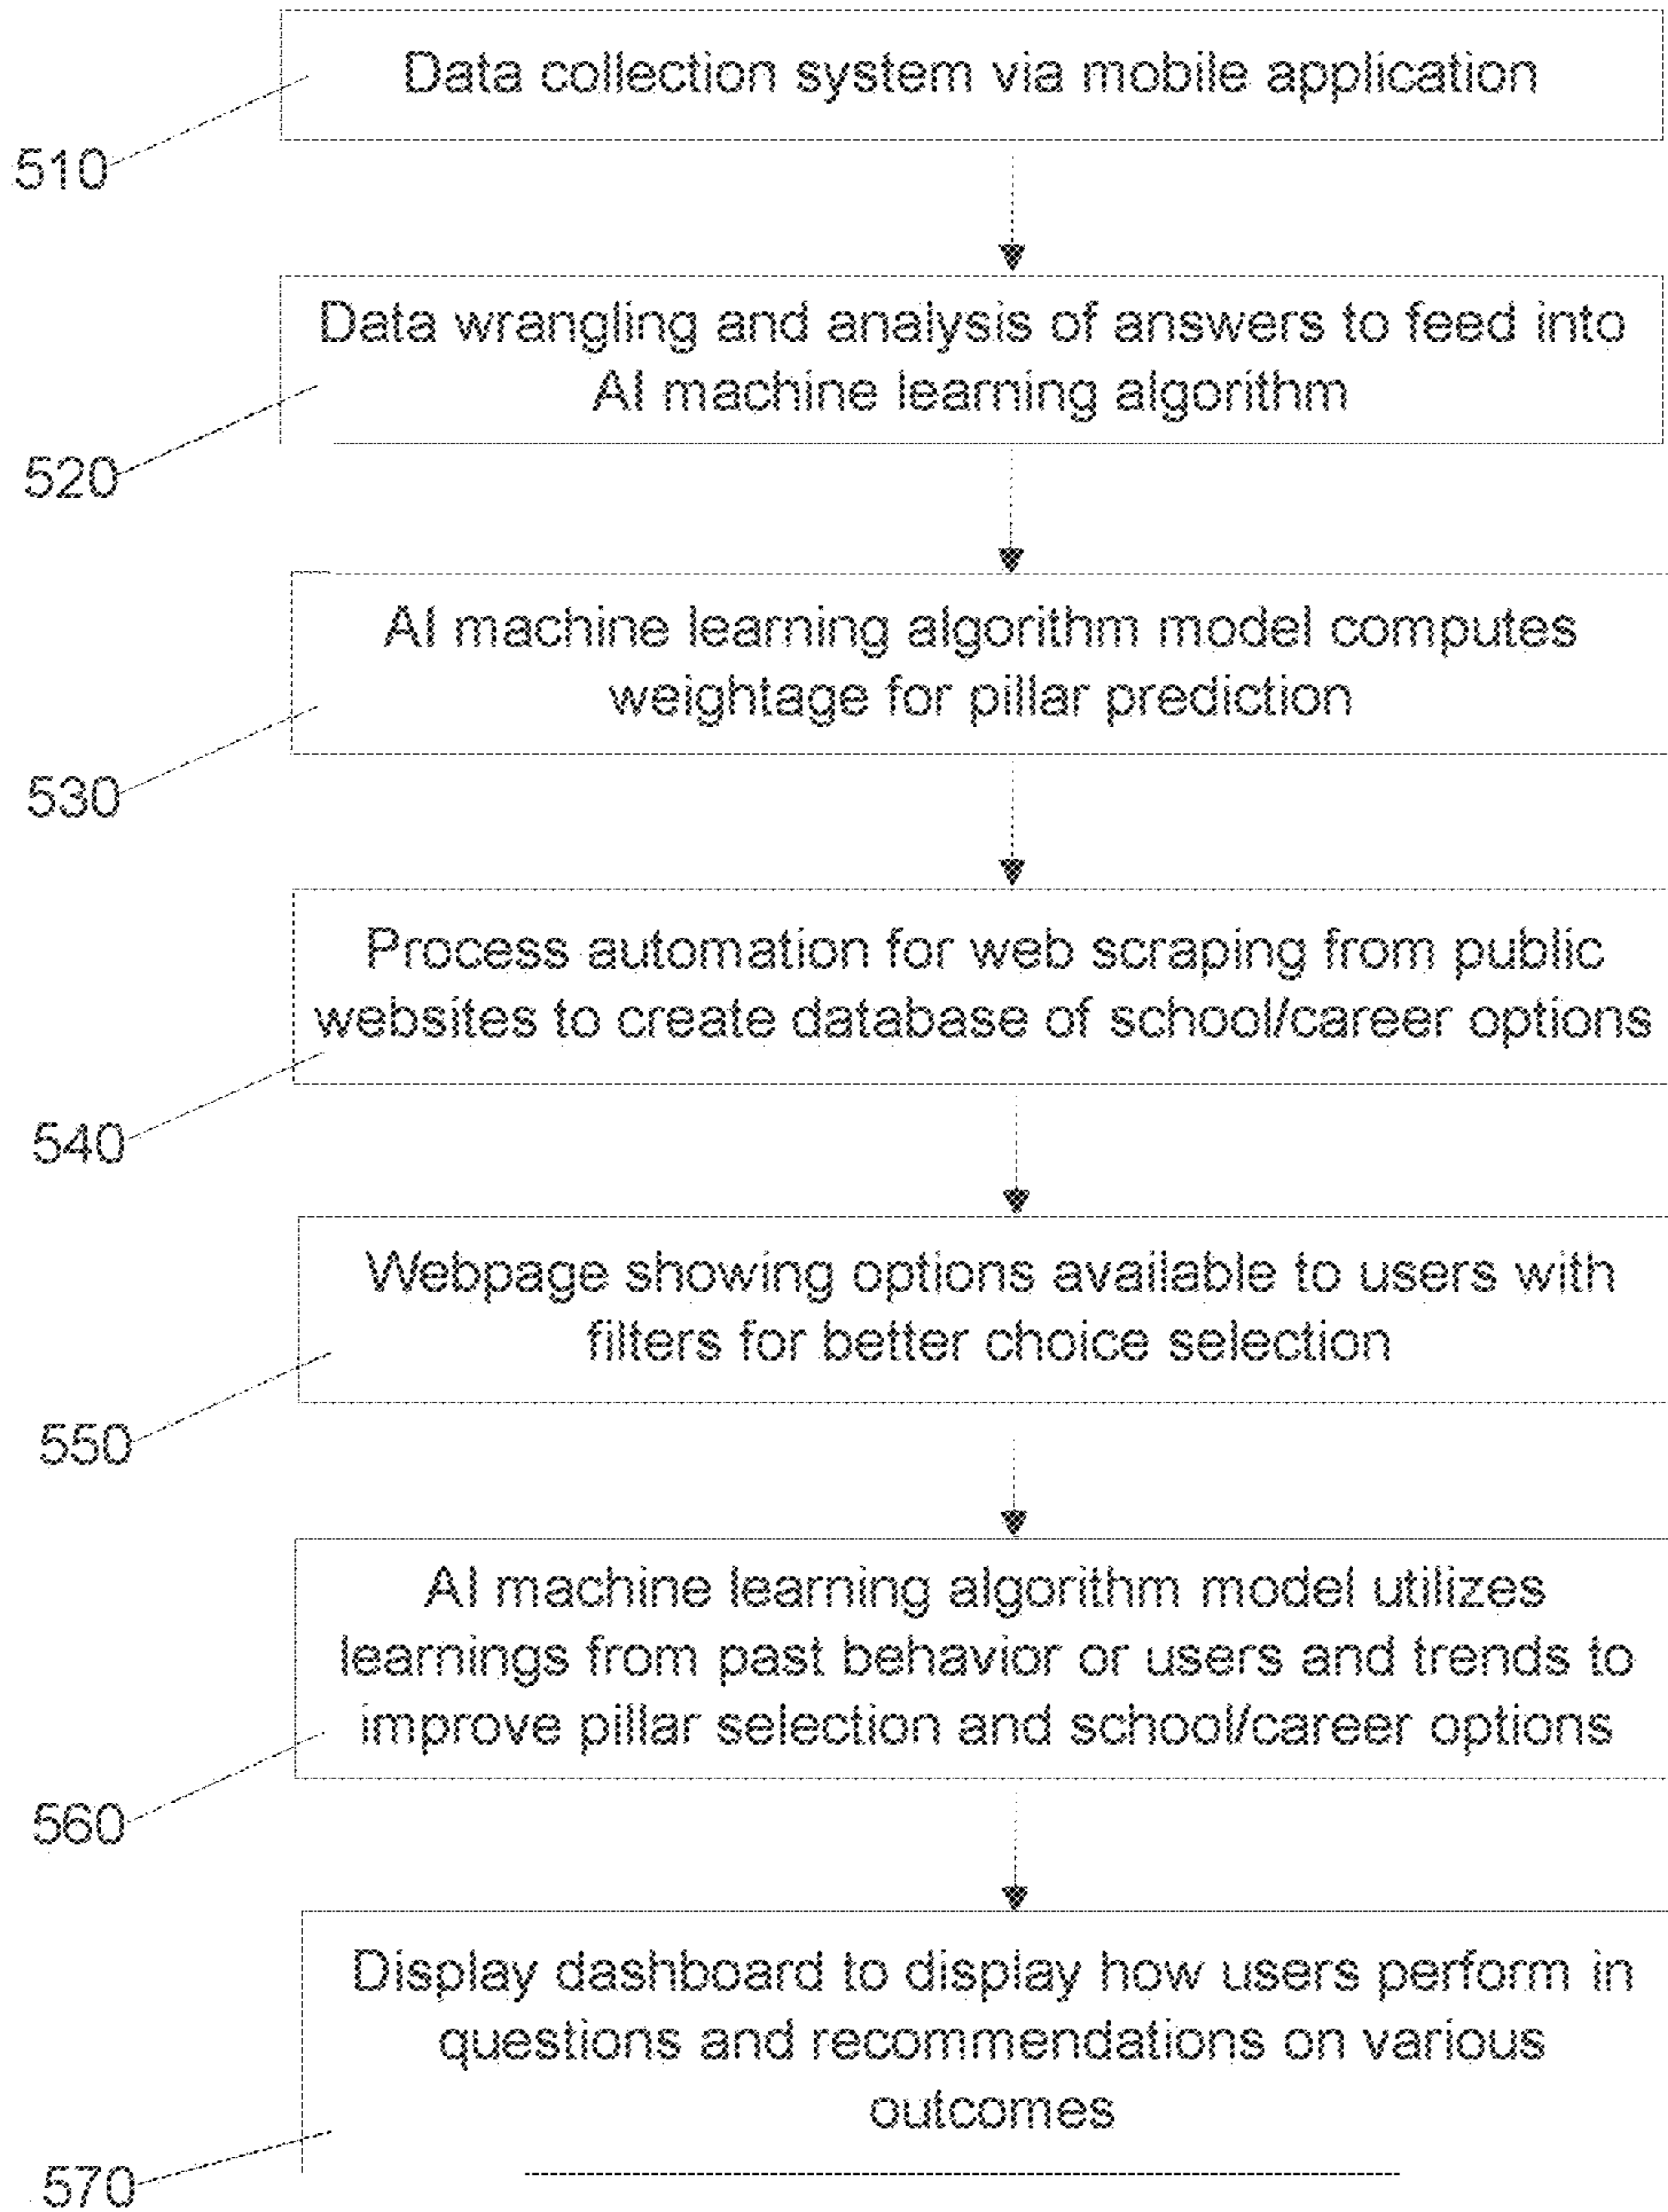 Data collection system via mobile application
510
Data wrangling and analysis of answers to feed into
AI machine learning algorithm
520
AI machine learning algorithm model computes
weightage for pillar prediction
530
Process automation for web scraping from public
websites to create database of school/career options
540
Webpage showing options available to users with
filters for better choice selection
550
AI machine learning algorithm model utilizes
learnings from past behavior or users and trends to
improve pillar selection and school/career options
560
Display dashboard to display how users perform in
questions and recommendations on various
outcomes
570